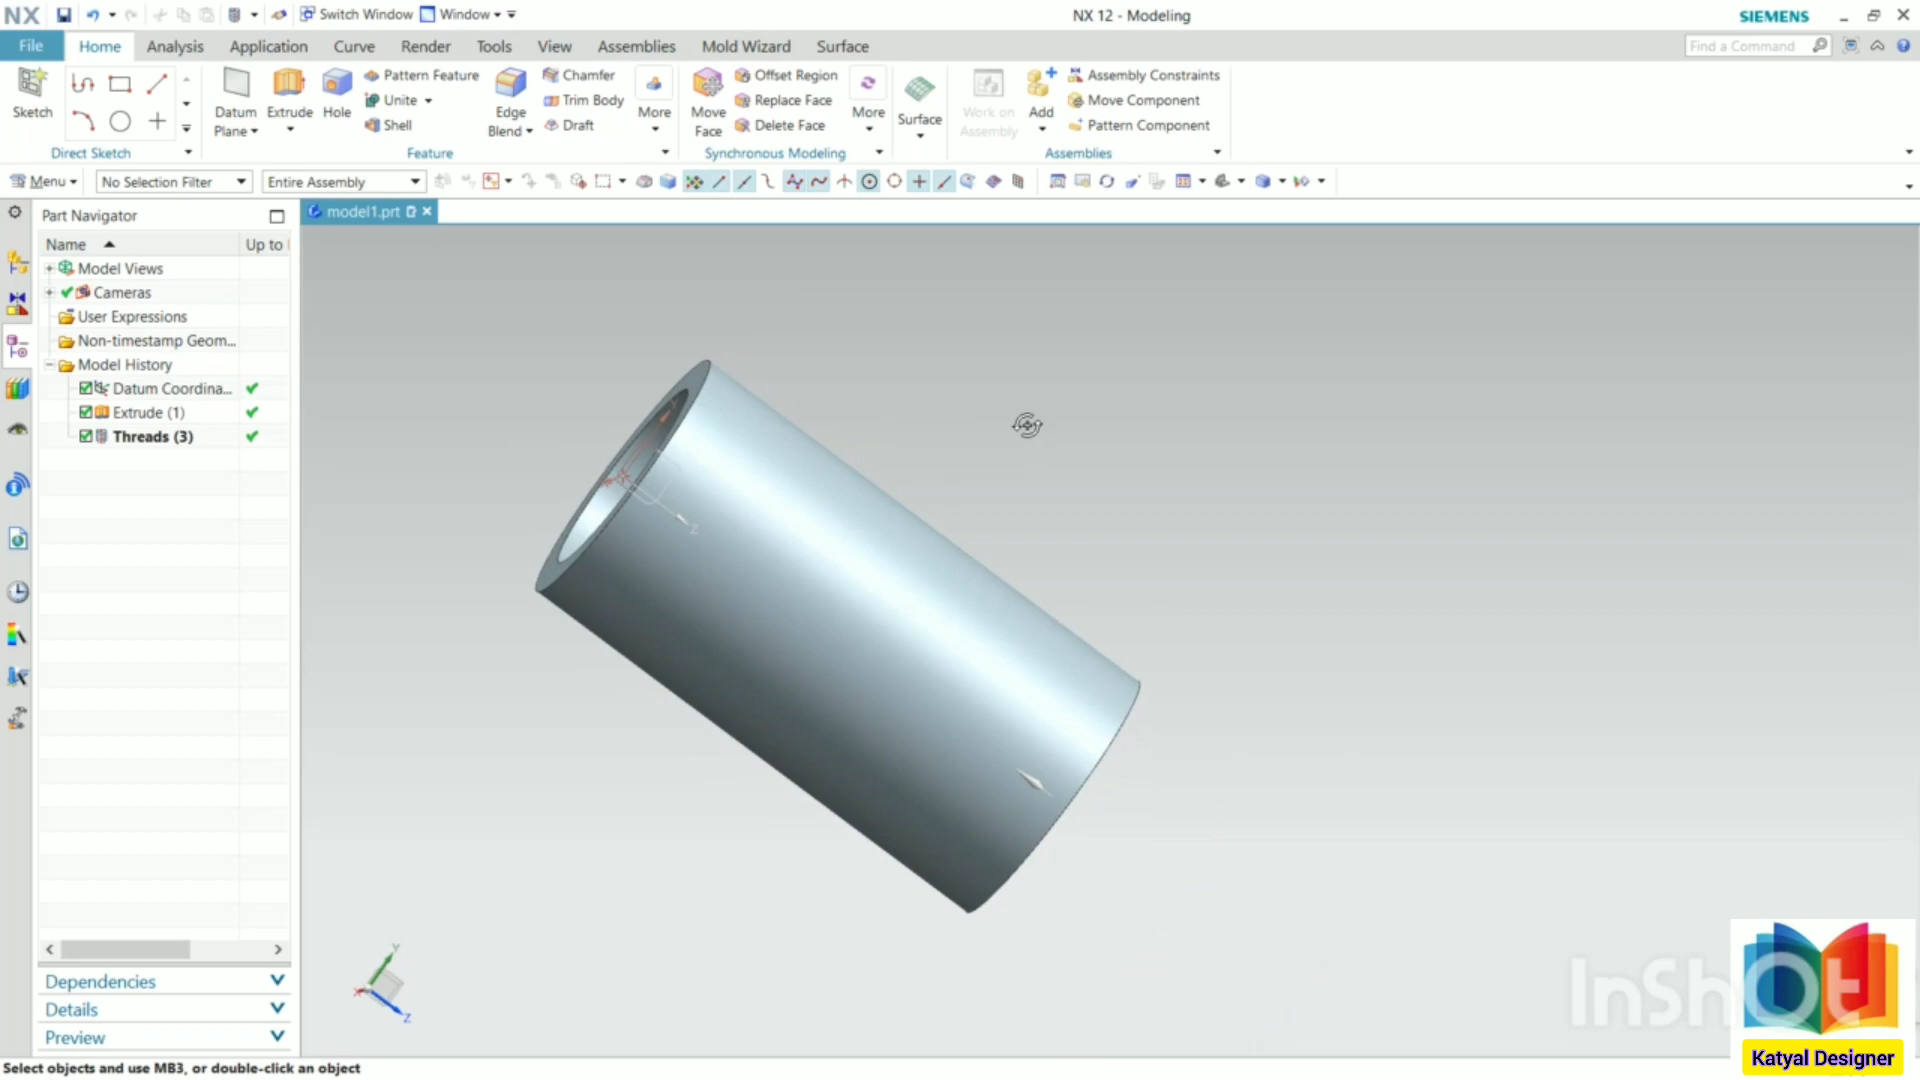 NX Switch Window Window NX 12 - Modeling SIEMENS
File Home Analysis Application Curve Render Tools View Assemblies Mold Wizard Surface Find a Command
Sketch
Direct Sketch
Datum Plane
Extrude
Hole
Pattern Feature
Unite
Shell
Edge Blend
Chamfer
Trim Body
Draft
More
Feature
Move Face
Offset Region
Replace Face
Delete Face
More
Synchronous Modeling
Surface
Work on Assembly
Add
Assembly Constraints
Move Component
Pattern Component
Assemblies
Menu No Selection Filter Entire Assembly
Part Navigator
model1.prt
Name Up to
Model Views
Cameras
User Expressions
Non-timestamp Geom...
Model History
Datum Coordina...
Extrude (1)
Threads (3)
Z
Y
X
Z
Dependencies
Details
Preview
InShOt
Katyal Designer
Select objects and use MB3, or double-click an object